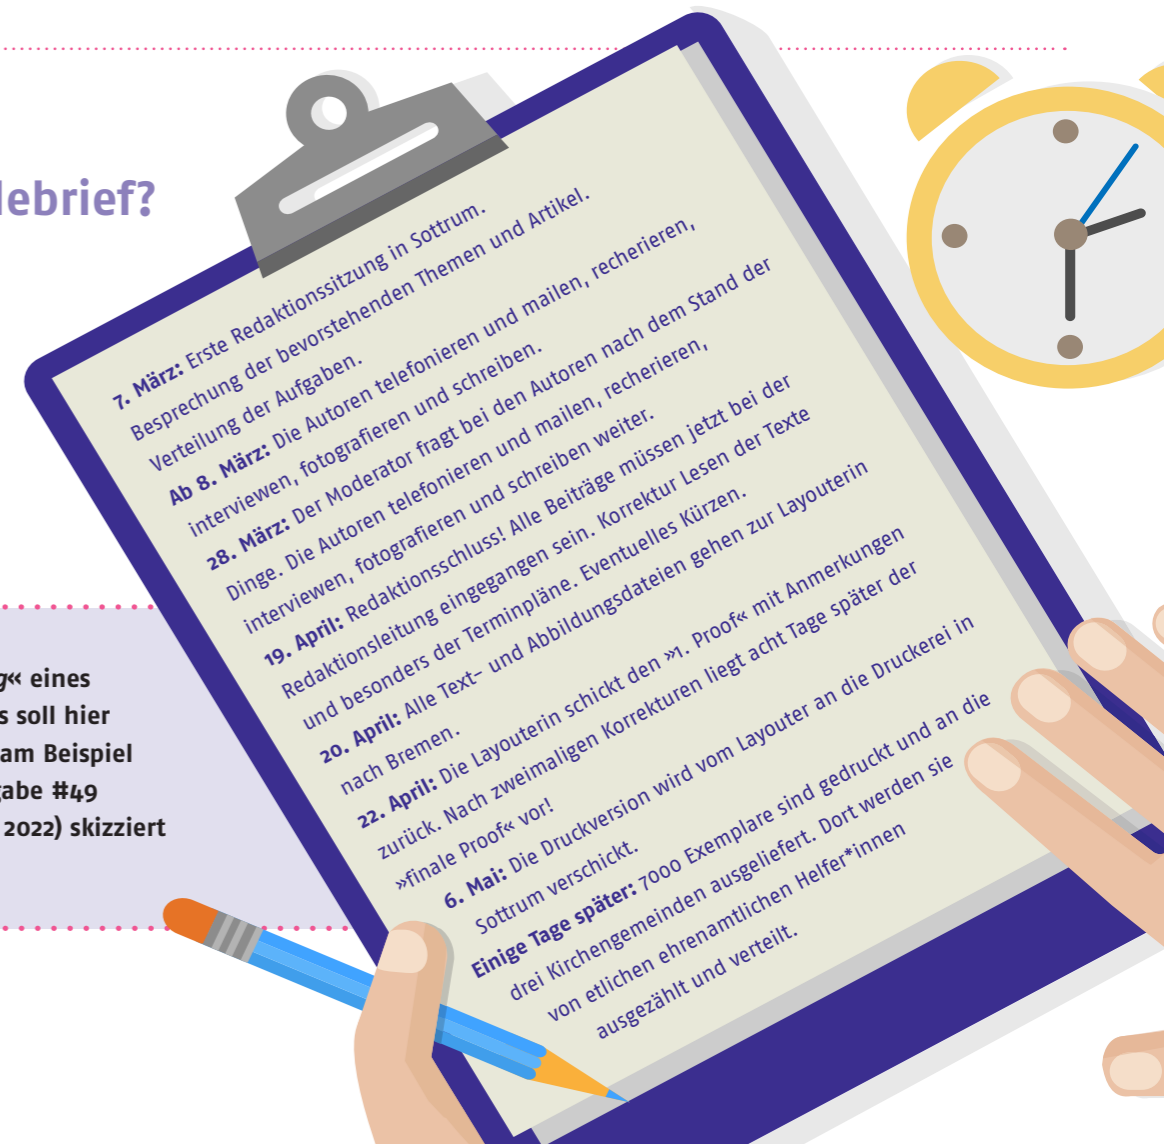 lebrief?
7. März: Erste Redaktionssitzung in Sottrum.
Besprechung der bevorstehenden Themen und Artikel.
Verteilung der Aufgaben.
Ab 8. März: Die Autoren telefonieren und mailen, recherieren,
interviewen, fotografieren und schreiben.
28. März: Der Moderator fragt bei den Autoren nach dem Stand der
Dinge. Die Autoren telefonieren und mailen, recherieren,
interviewen, fotografieren und schreiben weiter.
19. April: Redaktionsschluss! Alle Beiträge müssen jetzt bei der
Redaktionsleitung eingegangen sein. Korrektur Lesen der Texte
und besonders der Terminpläne. Eventuelles Kürzen.
20. April: Alle Text- und Abbildungsdateien gehen zur Layouterin
nach Bremen.
22. April: Die Layouterin schickt den »1. Proof« mit Anmerkungen
zurück. Nach zweimaligen Korrekturen liegt acht Tage später der
»finale Proof« vor!
6. Mai: Die Druckversion wird vom Layouter an die Druckerei in
Sottrum verschickt.
Einige Tage später: 7000 Exemplare sind gedruckt und an die
drei Kirchengemeinden ausgeliefert. Dort werden sie
von etlichen ehrenamtlichen Helfer*innen
ausgezählt und verteilt.
g« eines
s soll hier
am Beispiel
gabe #49
2022) skizziert